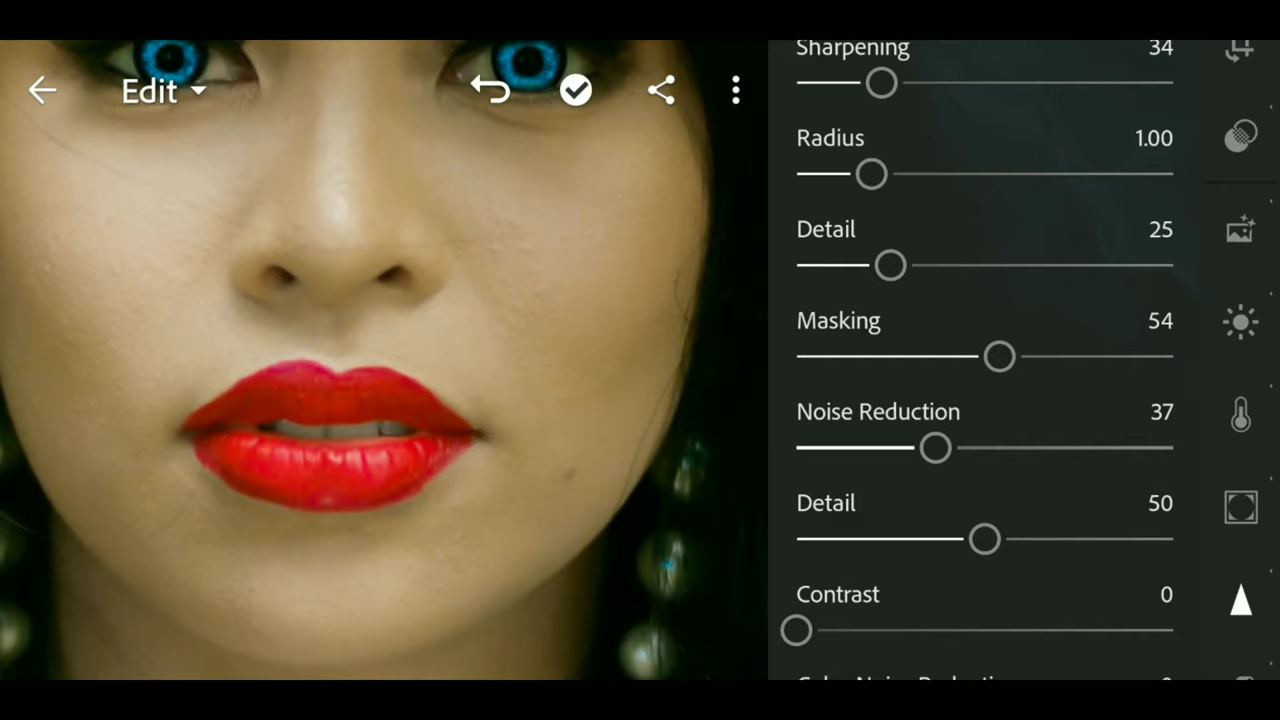 Edit
Sharpening 34
Radius 1.00
Detail 25
Masking 54
Noise Reduction 37
Detail 50
Contrast 0